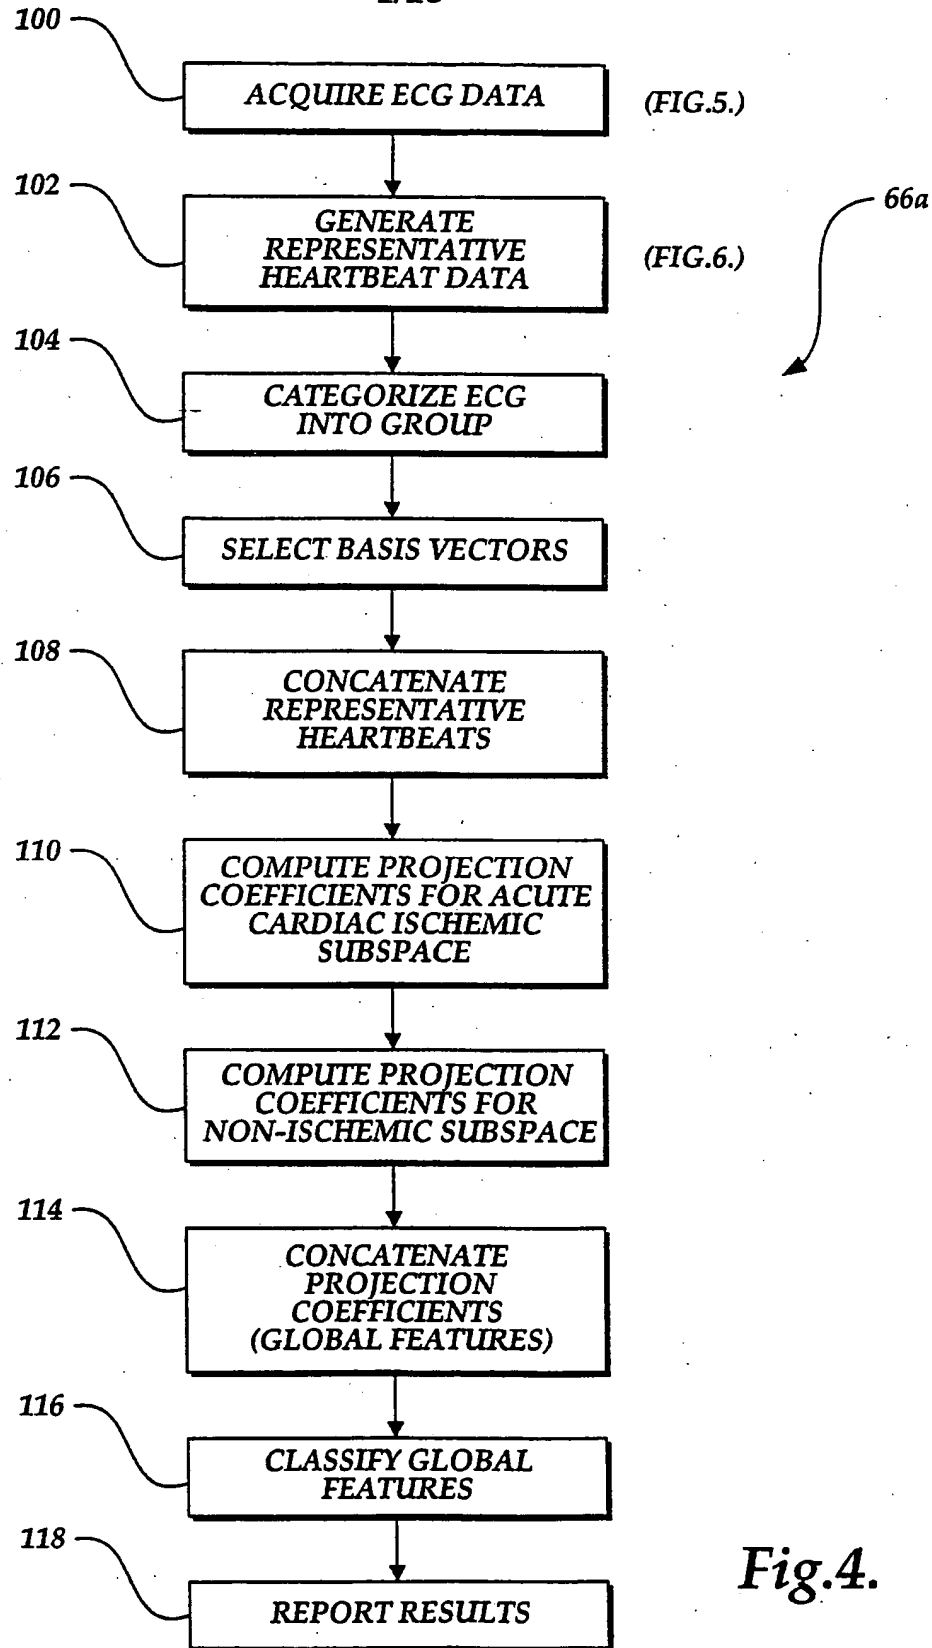 100
ACQUIRE ECG DATA
(FIG.5.)
102
GENERATE
REPRESENTATIVE
HEARTBEAT DATA
(FIG.6.)
66a
104
CATEGORIZE ECG
INTO GROUP
106
SELECT BASIS VECTORS
108
CONCATENATE
REPRESENTATIVE
HEARTBEATS
110
COMPUTE PROJECTION
COEFFICIENTS FOR ACUTE
CARDIAC ISCHEMIC
SUBSPACE
112
COMPUTE PROJECTION
COEFFICIENTS FOR
NON-ISCHEMIC SUBSPACE
114
CONCATENATE
PROJECTION
COEFFICIENTS
(GLOBAL FEATURES)
116
CLASSIFY GLOBAL
FEATURES
118
REPORT RESULTS
Fig.4.